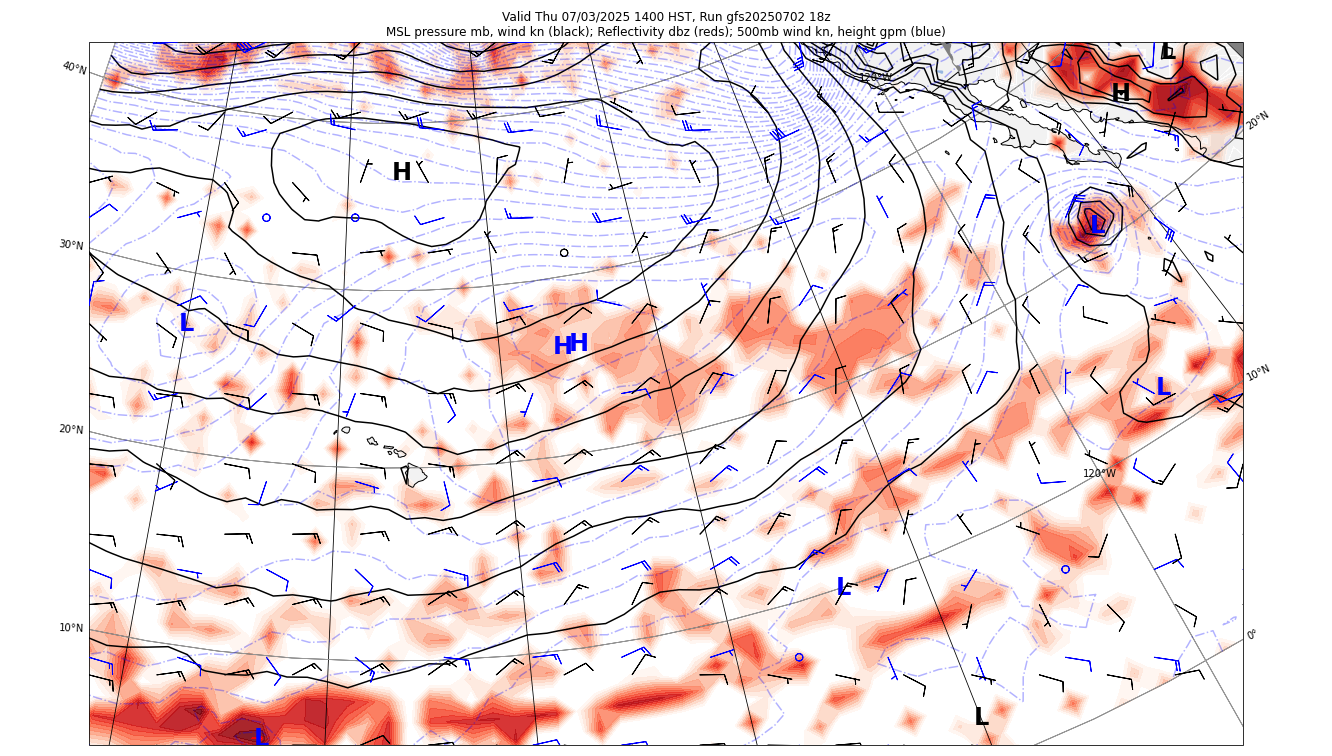 Valid Thu 07/03/2025 1400 HST, Run gfs20250702 18z
MSL pressure mb, wind kn (black); Reflectivity dbz (reds); 500mb wind kn, height gpm (blue)
L
40°N
120°W
H
20°N
H
L
30°N
L
H H
10°N
L
20°N
120°W
L
10°N
0°
L
L